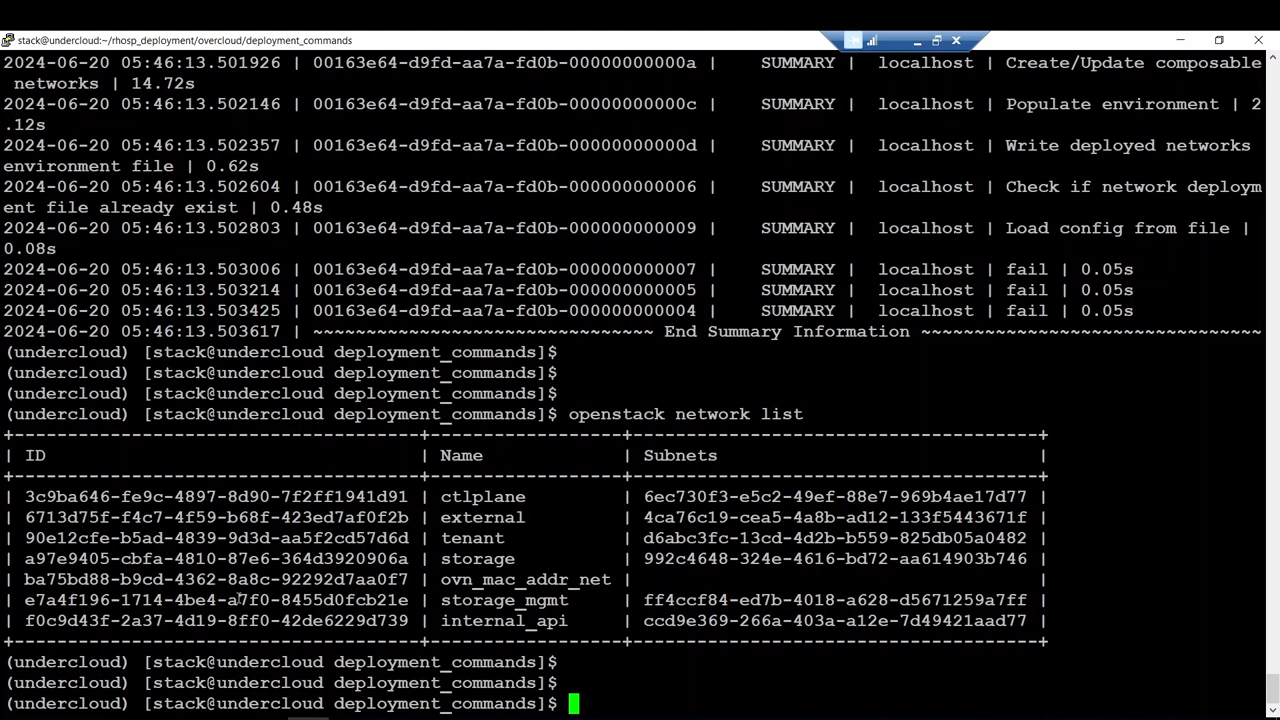 stack@undercloud:~/rhosp_deployment/overcloud/deployment_commands
2024-06-20 05:46:13.501926 | 00163e64-d9fd-aa7a-fd0b-00000000000a |    SUMMARY |  localhost | Create/Update composable
 networks | 14.72s
2024-06-20 05:46:13.502146 | 00163e64-d9fd-aa7a-fd0b-00000000000c |    SUMMARY |  localhost | Populate environment | 2
.12s
2024-06-20 05:46:13.502357 | 00163e64-d9fd-aa7a-fd0b-00000000000d |    SUMMARY |  localhost | Write deployed networks
environment file | 0.62s
2024-06-20 05:46:13.502604 | 00163e64-d9fd-aa7a-fd0b-000000000006 |    SUMMARY |  localhost | Check if network deploym
ent file already exist | 0.48s
2024-06-20 05:46:13.502803 | 00163e64-d9fd-aa7a-fd0b-000000000009 |    SUMMARY |  localhost | Load config from file |
0.08s
2024-06-20 05:46:13.503006 | 00163e64-d9fd-aa7a-fd0b-000000000007 |    SUMMARY |  localhost | fail | 0.05s
2024-06-20 05:46:13.503214 | 00163e64-d9fd-aa7a-fd0b-000000000005 |    SUMMARY |  localhost | fail | 0.05s
2024-06-20 05:46:13.503425 | 00163e64-d9fd-aa7a-fd0b-000000000004 |    SUMMARY |  localhost | fail | 0.05s
2024-06-20 05:46:13.503617 | ~~~~~~~~~~~~~~~~~~~~~~~~~~~~~~~~ End Summary Information ~~~~~~~~~~~~~~~~~~~~~~~~~~~~~~~~
(undercloud) [stack@undercloud deployment_commands]$
(undercloud) [stack@undercloud deployment_commands]$
(undercloud) [stack@undercloud deployment_commands]$
(undercloud) [stack@undercloud deployment_commands]$ openstack network list
+--------------------------------------+------------------+--------------------------------------+
| ID                                   | Name             | Subnets                              |
+--------------------------------------+------------------+--------------------------------------+
| 3c9ba646-fe9c-4897-8d90-7f2ff1941d91 | ctlplane         | 6ec730f3-e5c2-49ef-88e7-969b4ae17d77 |
| 6713d75f-f4c7-4f59-b68f-423ed7af0f2b | external         | 4ca76c19-cea5-4a8b-ad12-133f5443671f |
| 90e12cfe-b5ad-4839-9d3d-aa5f2cd57d6d | tenant           | d6abc3fc-13cd-4d2b-b559-825db05a0482 |
| a97e9405-cbfa-4810-87e6-364d3920906a | storage          | 992c4648-324e-4616-bd72-aa614903b746 |
| ba75bd88-b9cd-4362-8a8c-92292d7aa0f7 | ovn_mac_addr_net |                                      |
| e7a4f196-1714-4be4-a7f0-8455d0fcb21e | storage_mgmt     | ff4ccf84-ed7b-4018-a628-d5671259a7ff |
| f0c9d43f-2a37-4d19-8ff0-42de6229d739 | internal_api     | ccd9e369-266a-403a-a12e-7d49421aad77 |
+--------------------------------------+------------------+--------------------------------------+
(undercloud) [stack@undercloud deployment_commands]$
(undercloud) [stack@undercloud deployment_commands]$
(undercloud) [stack@undercloud deployment_commands]$